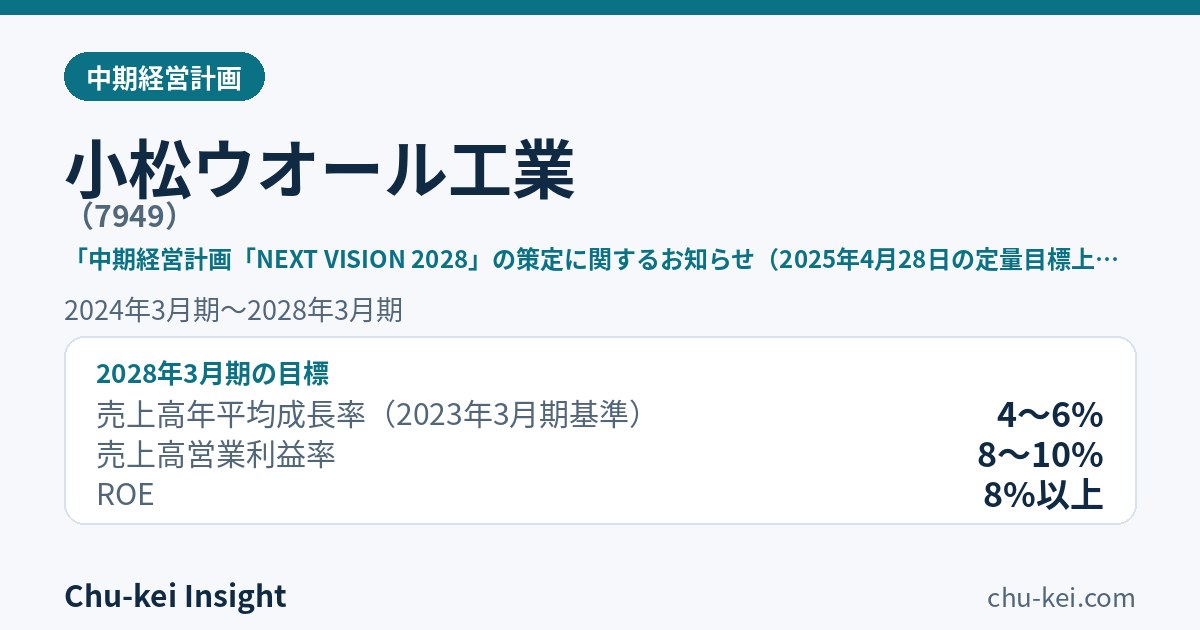 中期経営計画
小松ウオール工業
（7949）
「中期経営計画「NEXT VISION 2028」の策定に関するお知らせ（2025年4月28日の定量目標上…
2024年3月期～2028年3月期
2028年3月期の目標
売上高年平均成長率（2023年3月期基準） 4～6%
売上高営業利益率 8～10%
ROE 8%以上
Chu-kei Insight chu-kei.com